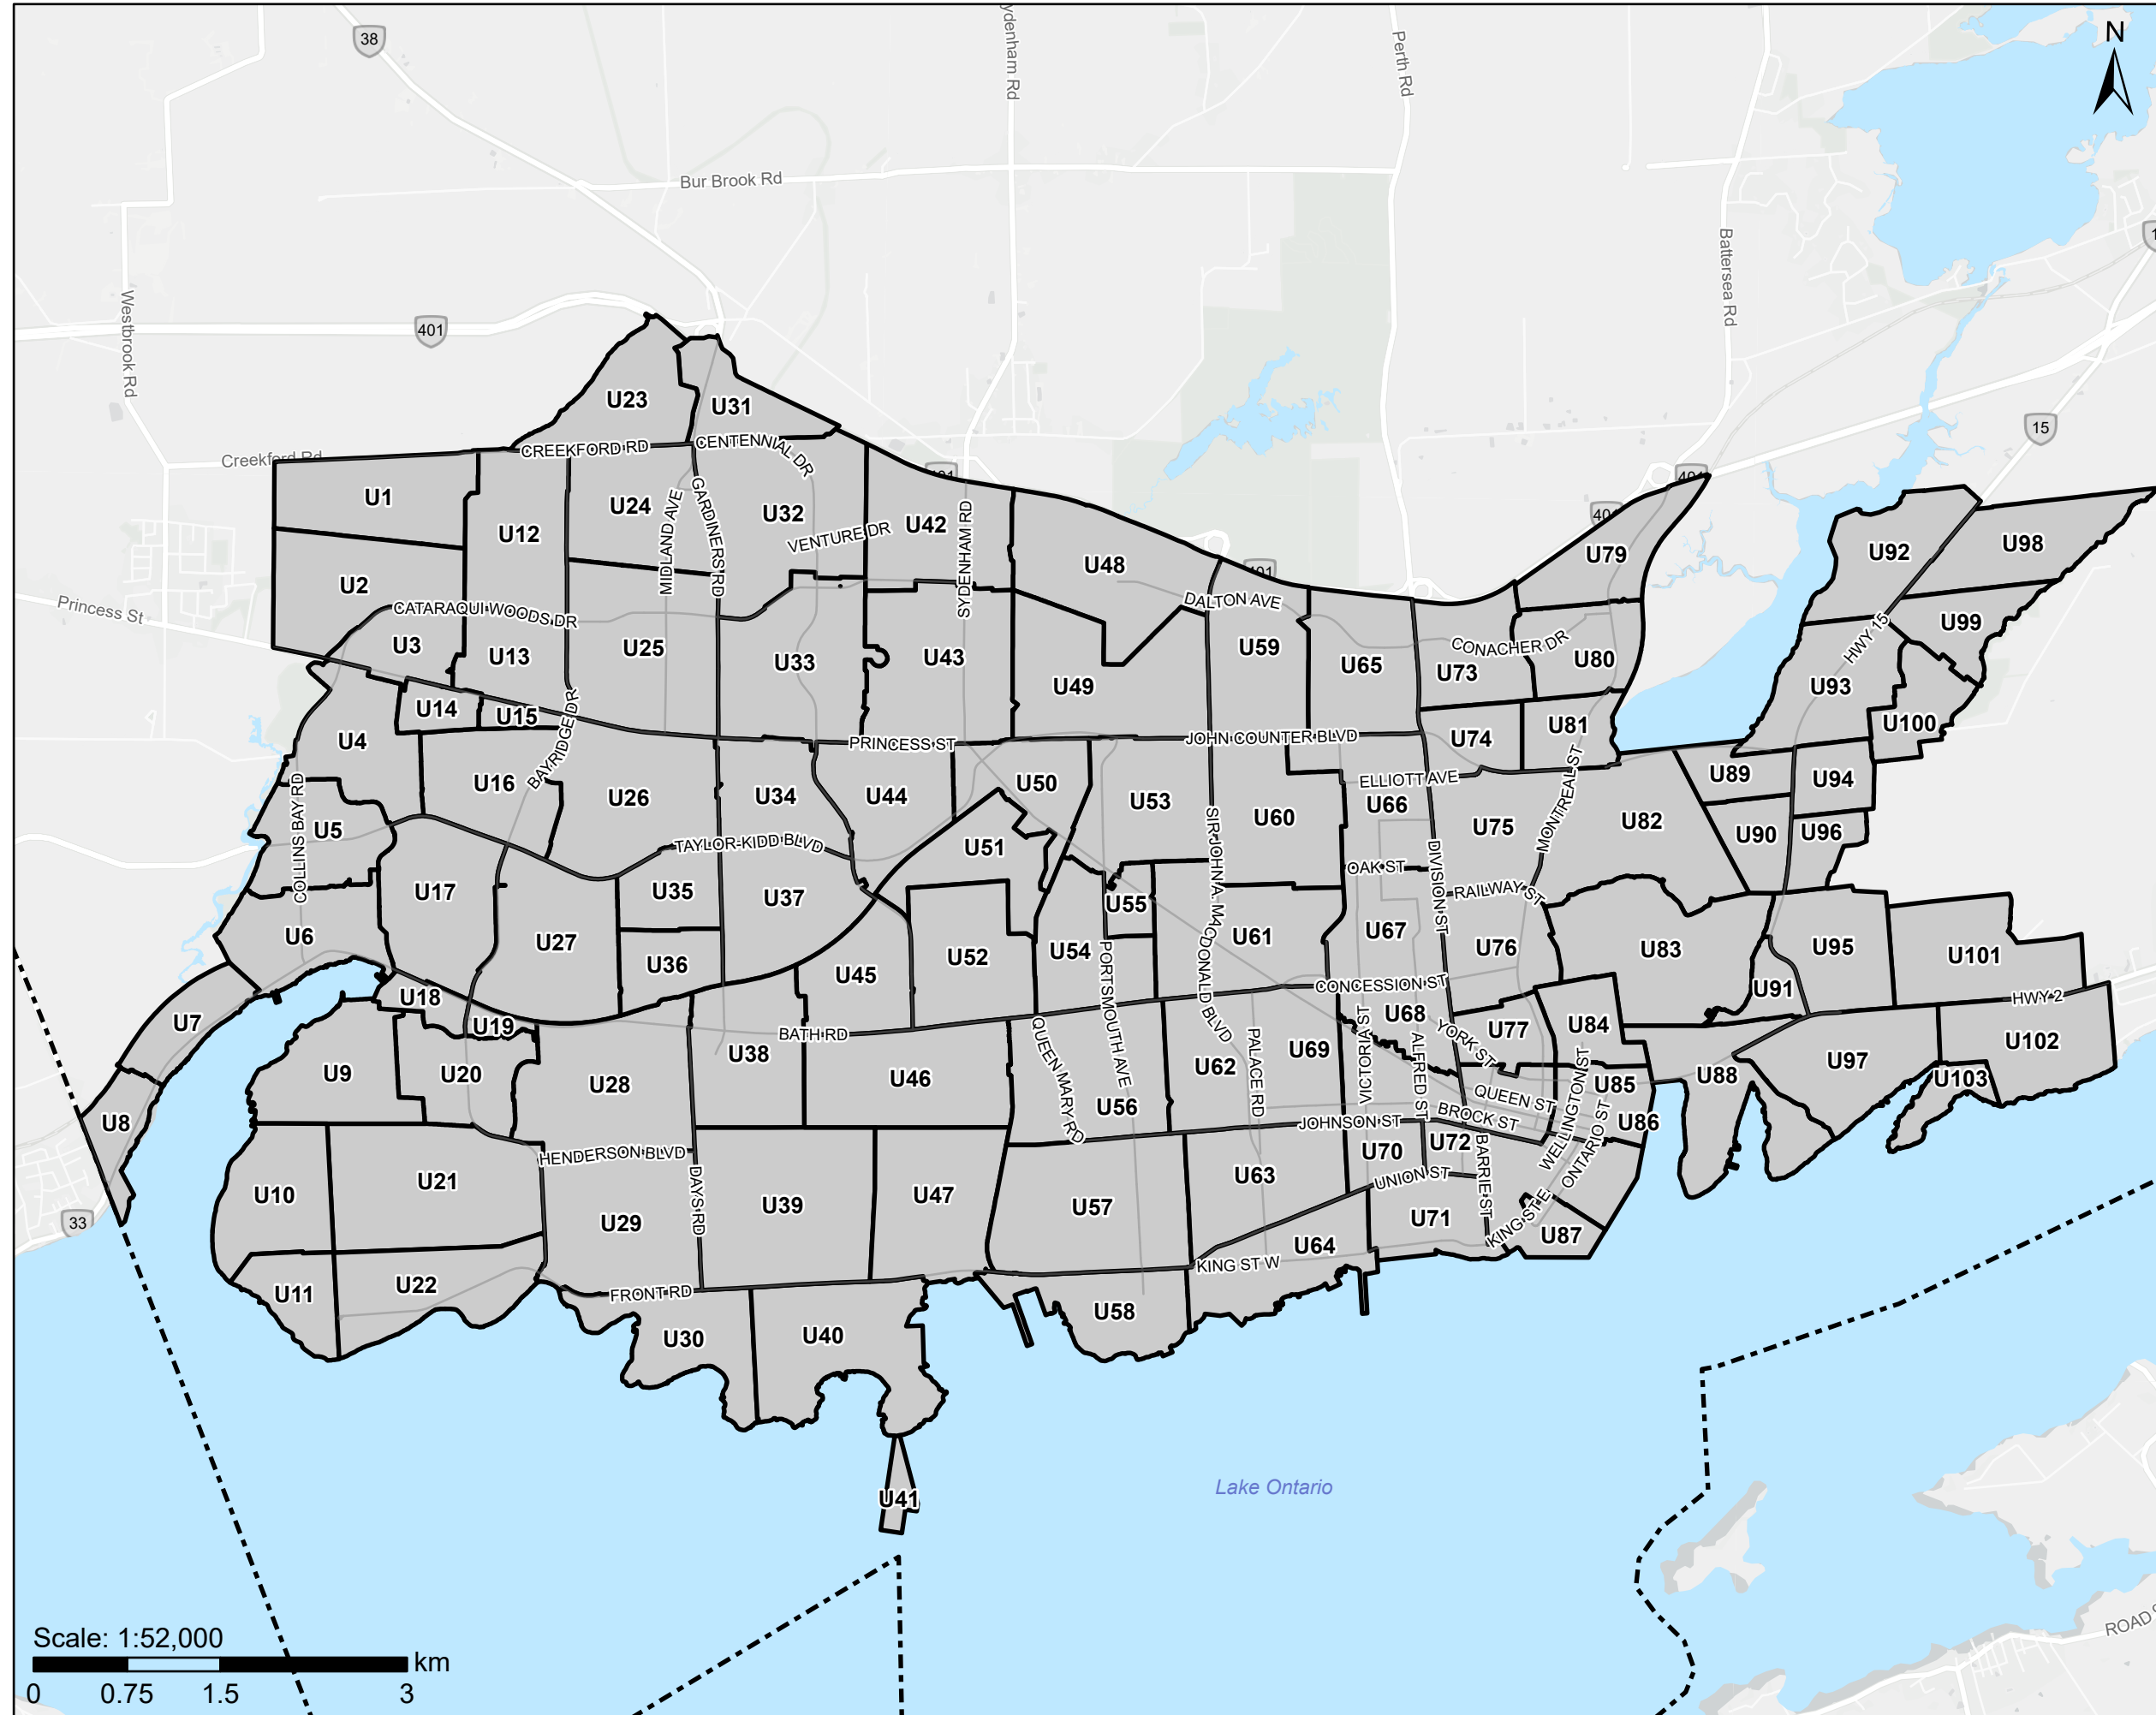 N
38
Perth Rd
Bur Brook Rd
Battersea Rd
Westbrook Rd
401
15
Creekford Rd
Princess St
U23
U31
CREEKFORD RD
CENTENNIAL DR
U1
U12
U24
MIDLAND AVE
GARDINERS RD
U32
VENTURE DR
U42
SYDENHAM RD
U48
401
401
U79
U92
U98
U2
CATARAQUI WOODS DR
U3
U13
U25
U33
U43
U49
DALTON AVE
U59
U65
U73
CONACHER DR
U80
HWY 15
U99
U93
U14
U15
BAYRIDGE DR
U4
PRINCESS ST
JOHN COUNTER BLVD
U74
U81
MONTREAL ST
U100
U16
U26
U34
U44
U50
U53
SIR JOHN A. MACDONALD BLVD
U60
ELLIOTT AVE
U66
U75
U82
U89
U94
COLLINS BAY RD
U5
TAYLOR-KIDD BLVD
U51
OAK ST
DIVISION ST
RAILWAY ST
U90
U96
U17
U35
U37
U55
U6
U27
U36
U45
U52
U54
PORTSMOUTH AVE
U61
U67
U76
U83
U95
U101
U91
HWY 2
U18
U19
CONCESSION ST
U7
BATH RD
U38
QUEEN MARY RD
U62
PALACE RD
U69
VICTORIA ST
U68
ALFRED ST
YORK ST
U77
U84
WELLINGTON ST
U85
U88
U97
U102
U103
U9
U20
U28
U46
U56
QUEEN ST
BROCK ST
U86
ONTARIO ST
U8
JOHNSON ST
U70
U72
BARRIE ST
HENDERSON BLVD
DAYS RD
U10
U21
U29
U39
U47
U57
U63
UNION ST
U71
KING ST E
U87
33
U64
KING ST W
U11
U22
FRONT RD
U30
U40
U58
U41
Lake Ontario
Scale: 1:52,000
km
0 0.75 1.5 3